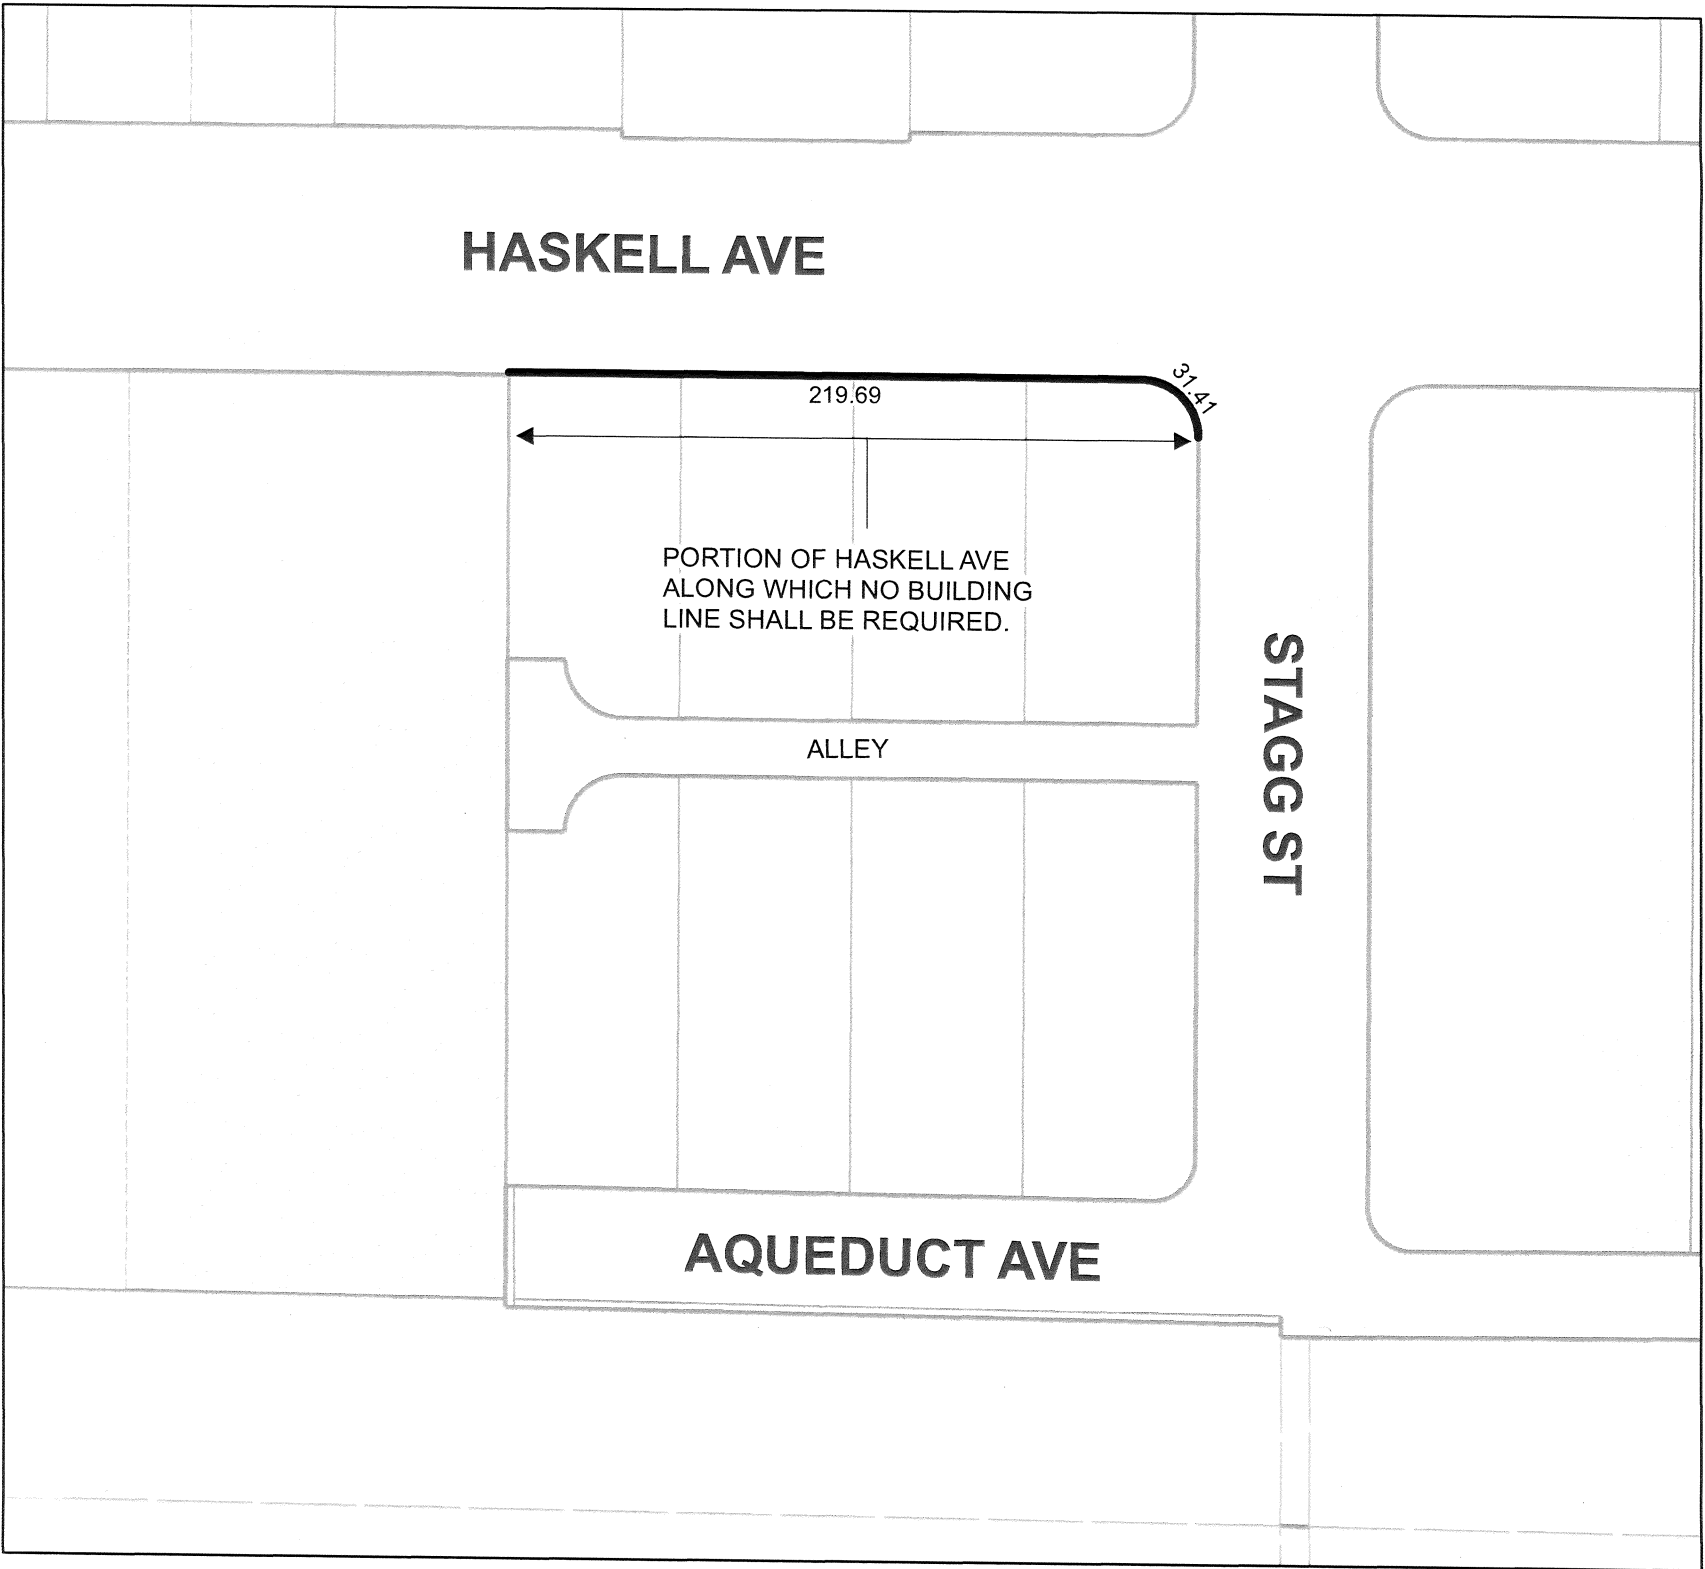 HASKELL AVE
219.69
31.41
PORTION OF HASKELL AVE
ALONG WHICH NO BUILDING
LINE SHALL BE REQUIRED.
STAGG ST
ALLEY
AQUEDUCT AVE